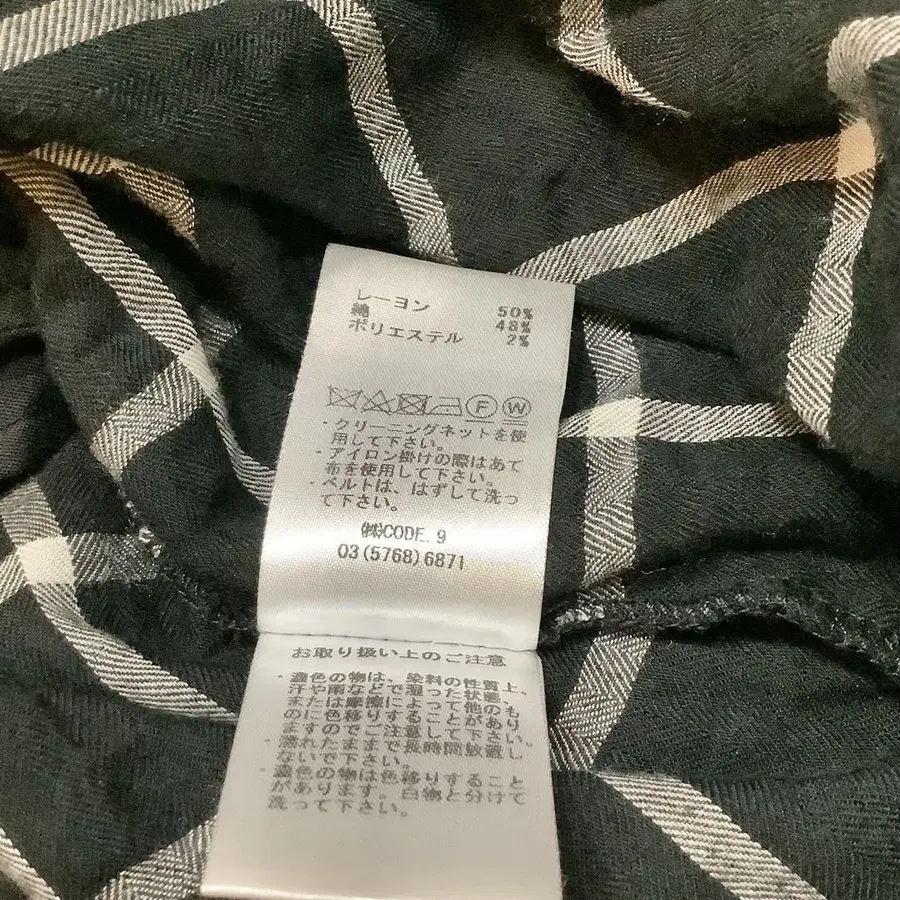 レーヨン 50%
綿 48%
ポリエステル 2%
F W
・クリーニングネットを使
用して下さい。
・アイロン掛けの際はあて
布を使用して下さい。
・ベルトは、はずして洗っ
て下さい。
㈱CODE.9
03(5768)6871
お取り扱い上のご注意
・濃色の物は、染料の性質上、
汗や雨などで湿った状態、
または摩擦によって他のもり
のに色移りすることがあり
ますのでご注意して下さい。
・濡れたままで長時間放置し
ないで下さい。
・濃色の物は色移りすること
があります。白物と分けて
洗って下さい。